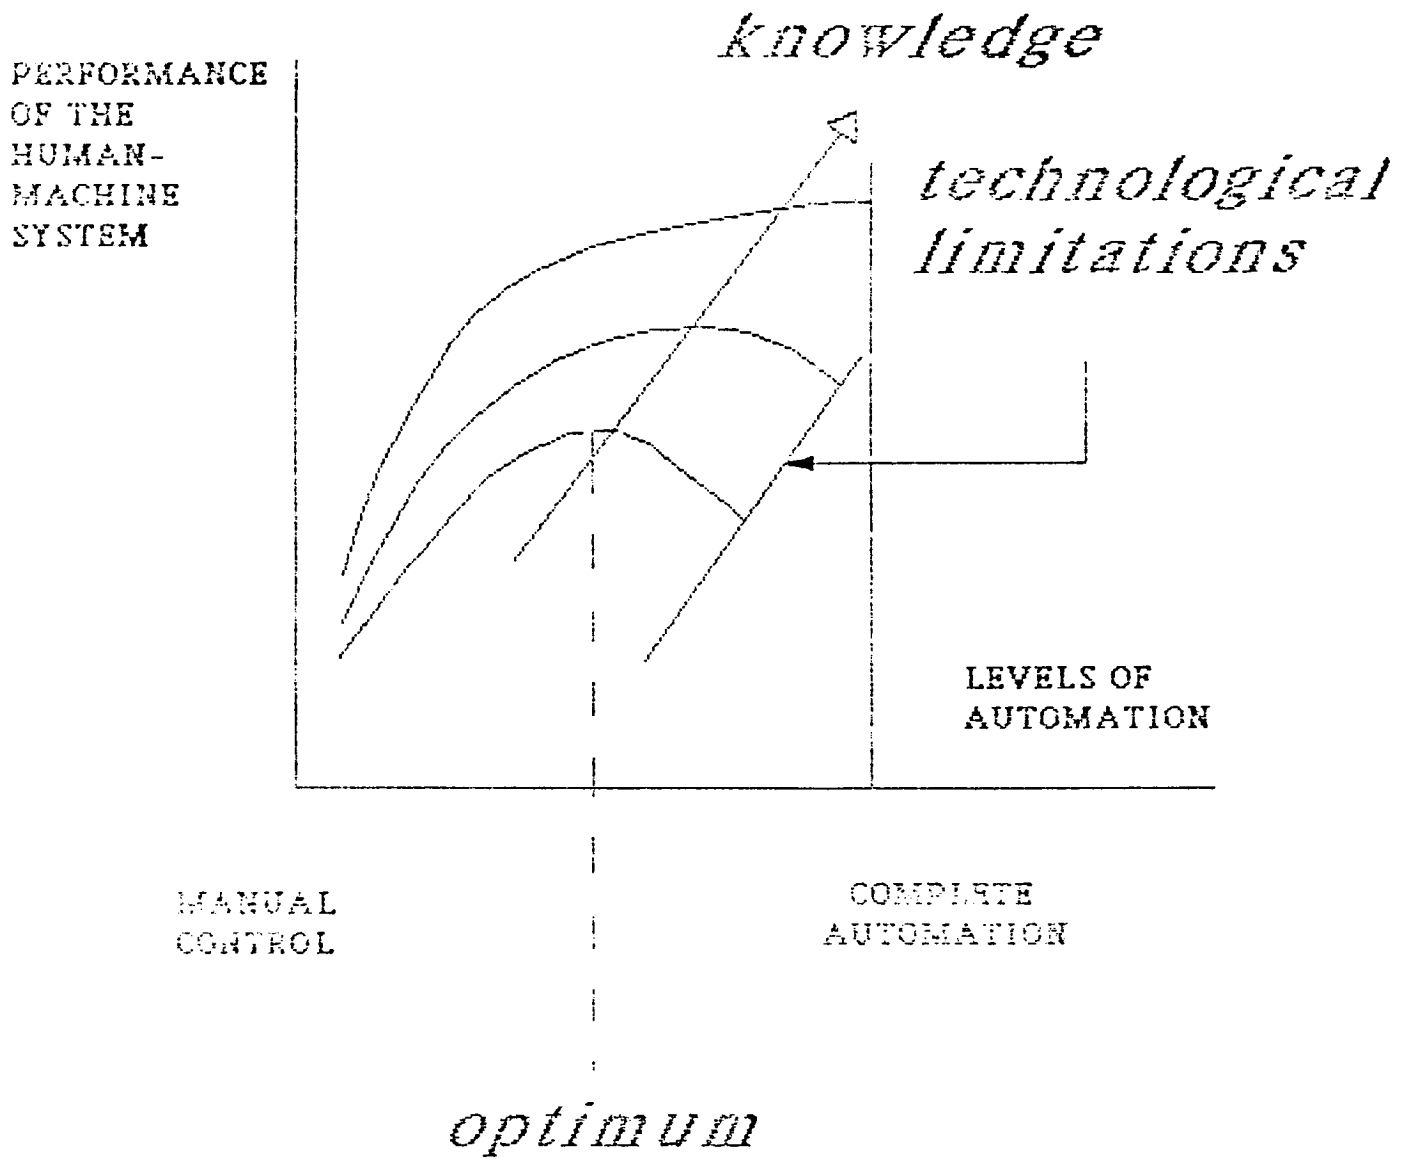 knowledge
PERFORMANCE
OF THE
HUMAN-
MACHINE
SYSTEM
technological
limitations
LEVELS OF
AUTOMATION
MANUAL
CONTROL
COMPLETE
AUTOMATION
optimum